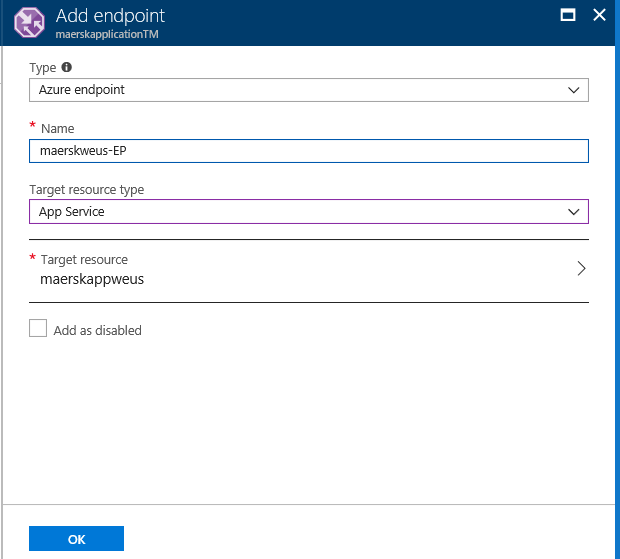 Add endpoint
maerskapplicationTM
Type
Azure endpoint
* Name
maerskweus-EP
Target resource type
App Service
* Target resource
maerskappweus
Add as disabled
OK